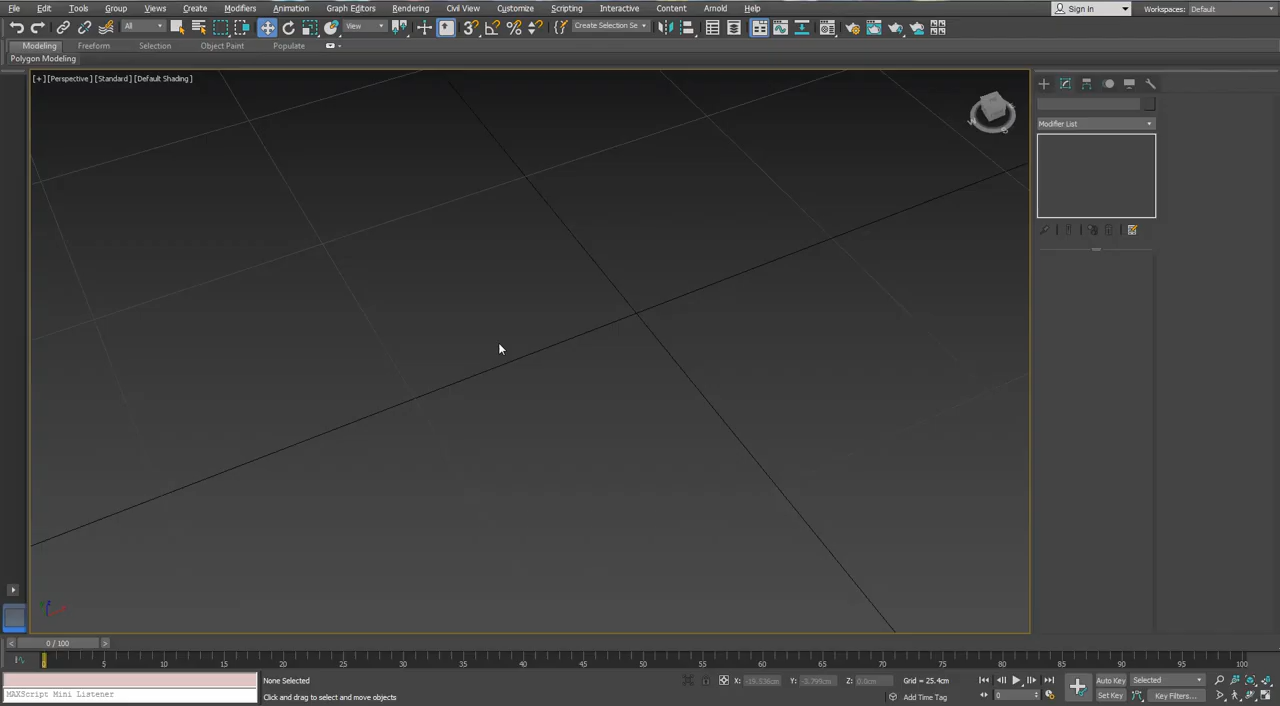 File Edit Tools Group Views Create Modifiers Animation Graph Editors Rendering Civil View Customize Scripting Interactive Content Arnold Help Sign In Workspaces: Default
All View 3 Create Selection Se
Modeling Freeform Selection Object Paint Populate
Polygon Modeling
[+] [Perspective] [Standard] [Default Shading]
Modifier List
0 / 100
0 5 10 15 20 25 30 35 40 45 50 55 60 65 70 75 80 85 90 95 100
None Selected X: -19.536cm Y: -3.799cm Z: 0.0cm Grid = 25.4cm Auto Key Selected
MAXScript Mini Listener Click and drag to select and move objects Add Time Tag 0 Set Key Key Filters...